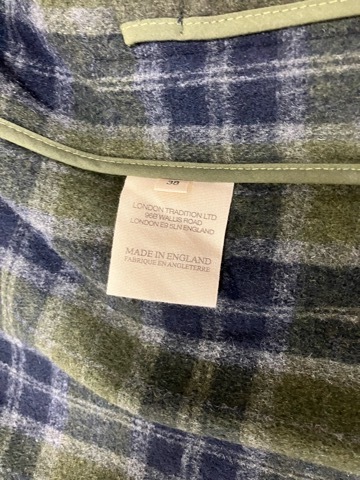 38
LONDON TRADITION LTD
96B WALLIS ROAD
LONDON E9 5LN ENGLAND
MADE IN ENGLAND
FABRIQUE EN ANGLETERRE